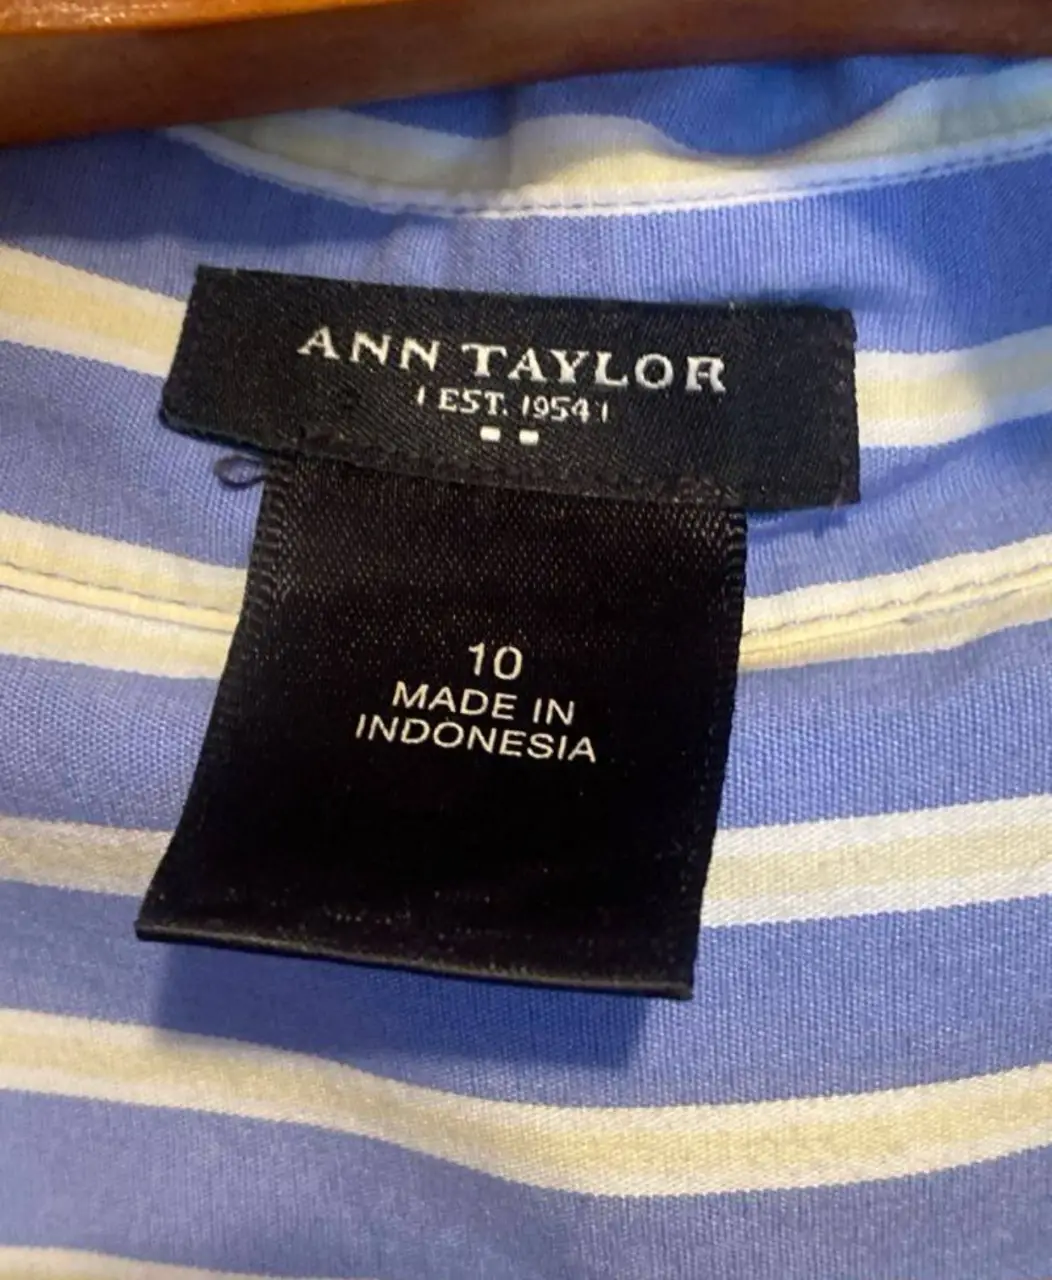 ANN TAYLOR
EST. 1954
10
MADE IN
INDONESIA